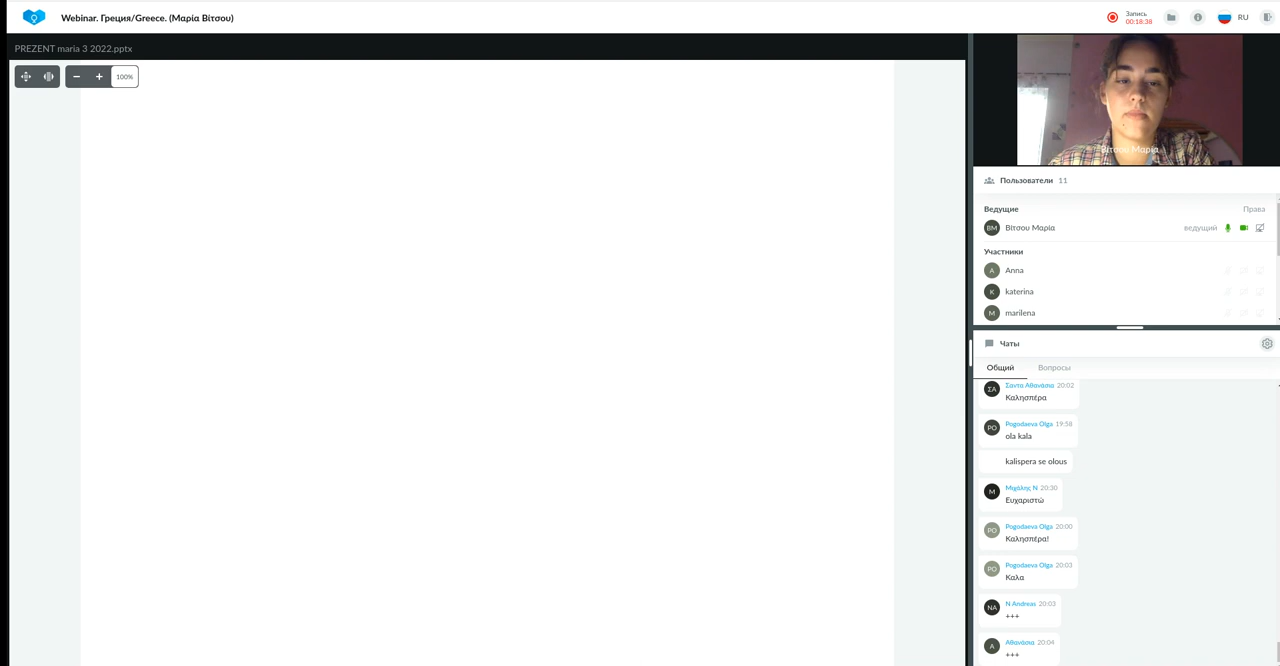 Webinar. Греция/Greece. (Μαρία Βίτσου)
Запись
00:18:38
RU
PREZENT maria 3 2022.pptx
100%
Βίτσου Μαρία
Пользователи 11
Ведущие Права
ΒΜ Βίτσου Μαρία ведущий
Участники
A Anna
K katerina
M marilena
Чаты
Общий Вопросы
ΣΑ Σαντα Αθανάσια 20:02
Καλησπέρα
PO Pogodaeva Olga 19:58
ola kala
kalispera se olous
Μ Μιχάλης Ν 20:30
Ευχαριστώ
PO Pogodaeva Olga 20:00
Καλησπέρα!
PO Pogodaeva Olga 20:03
Καλα
NA N Andreas 20:03
+++
Α Αθανάσια 20:04
+++